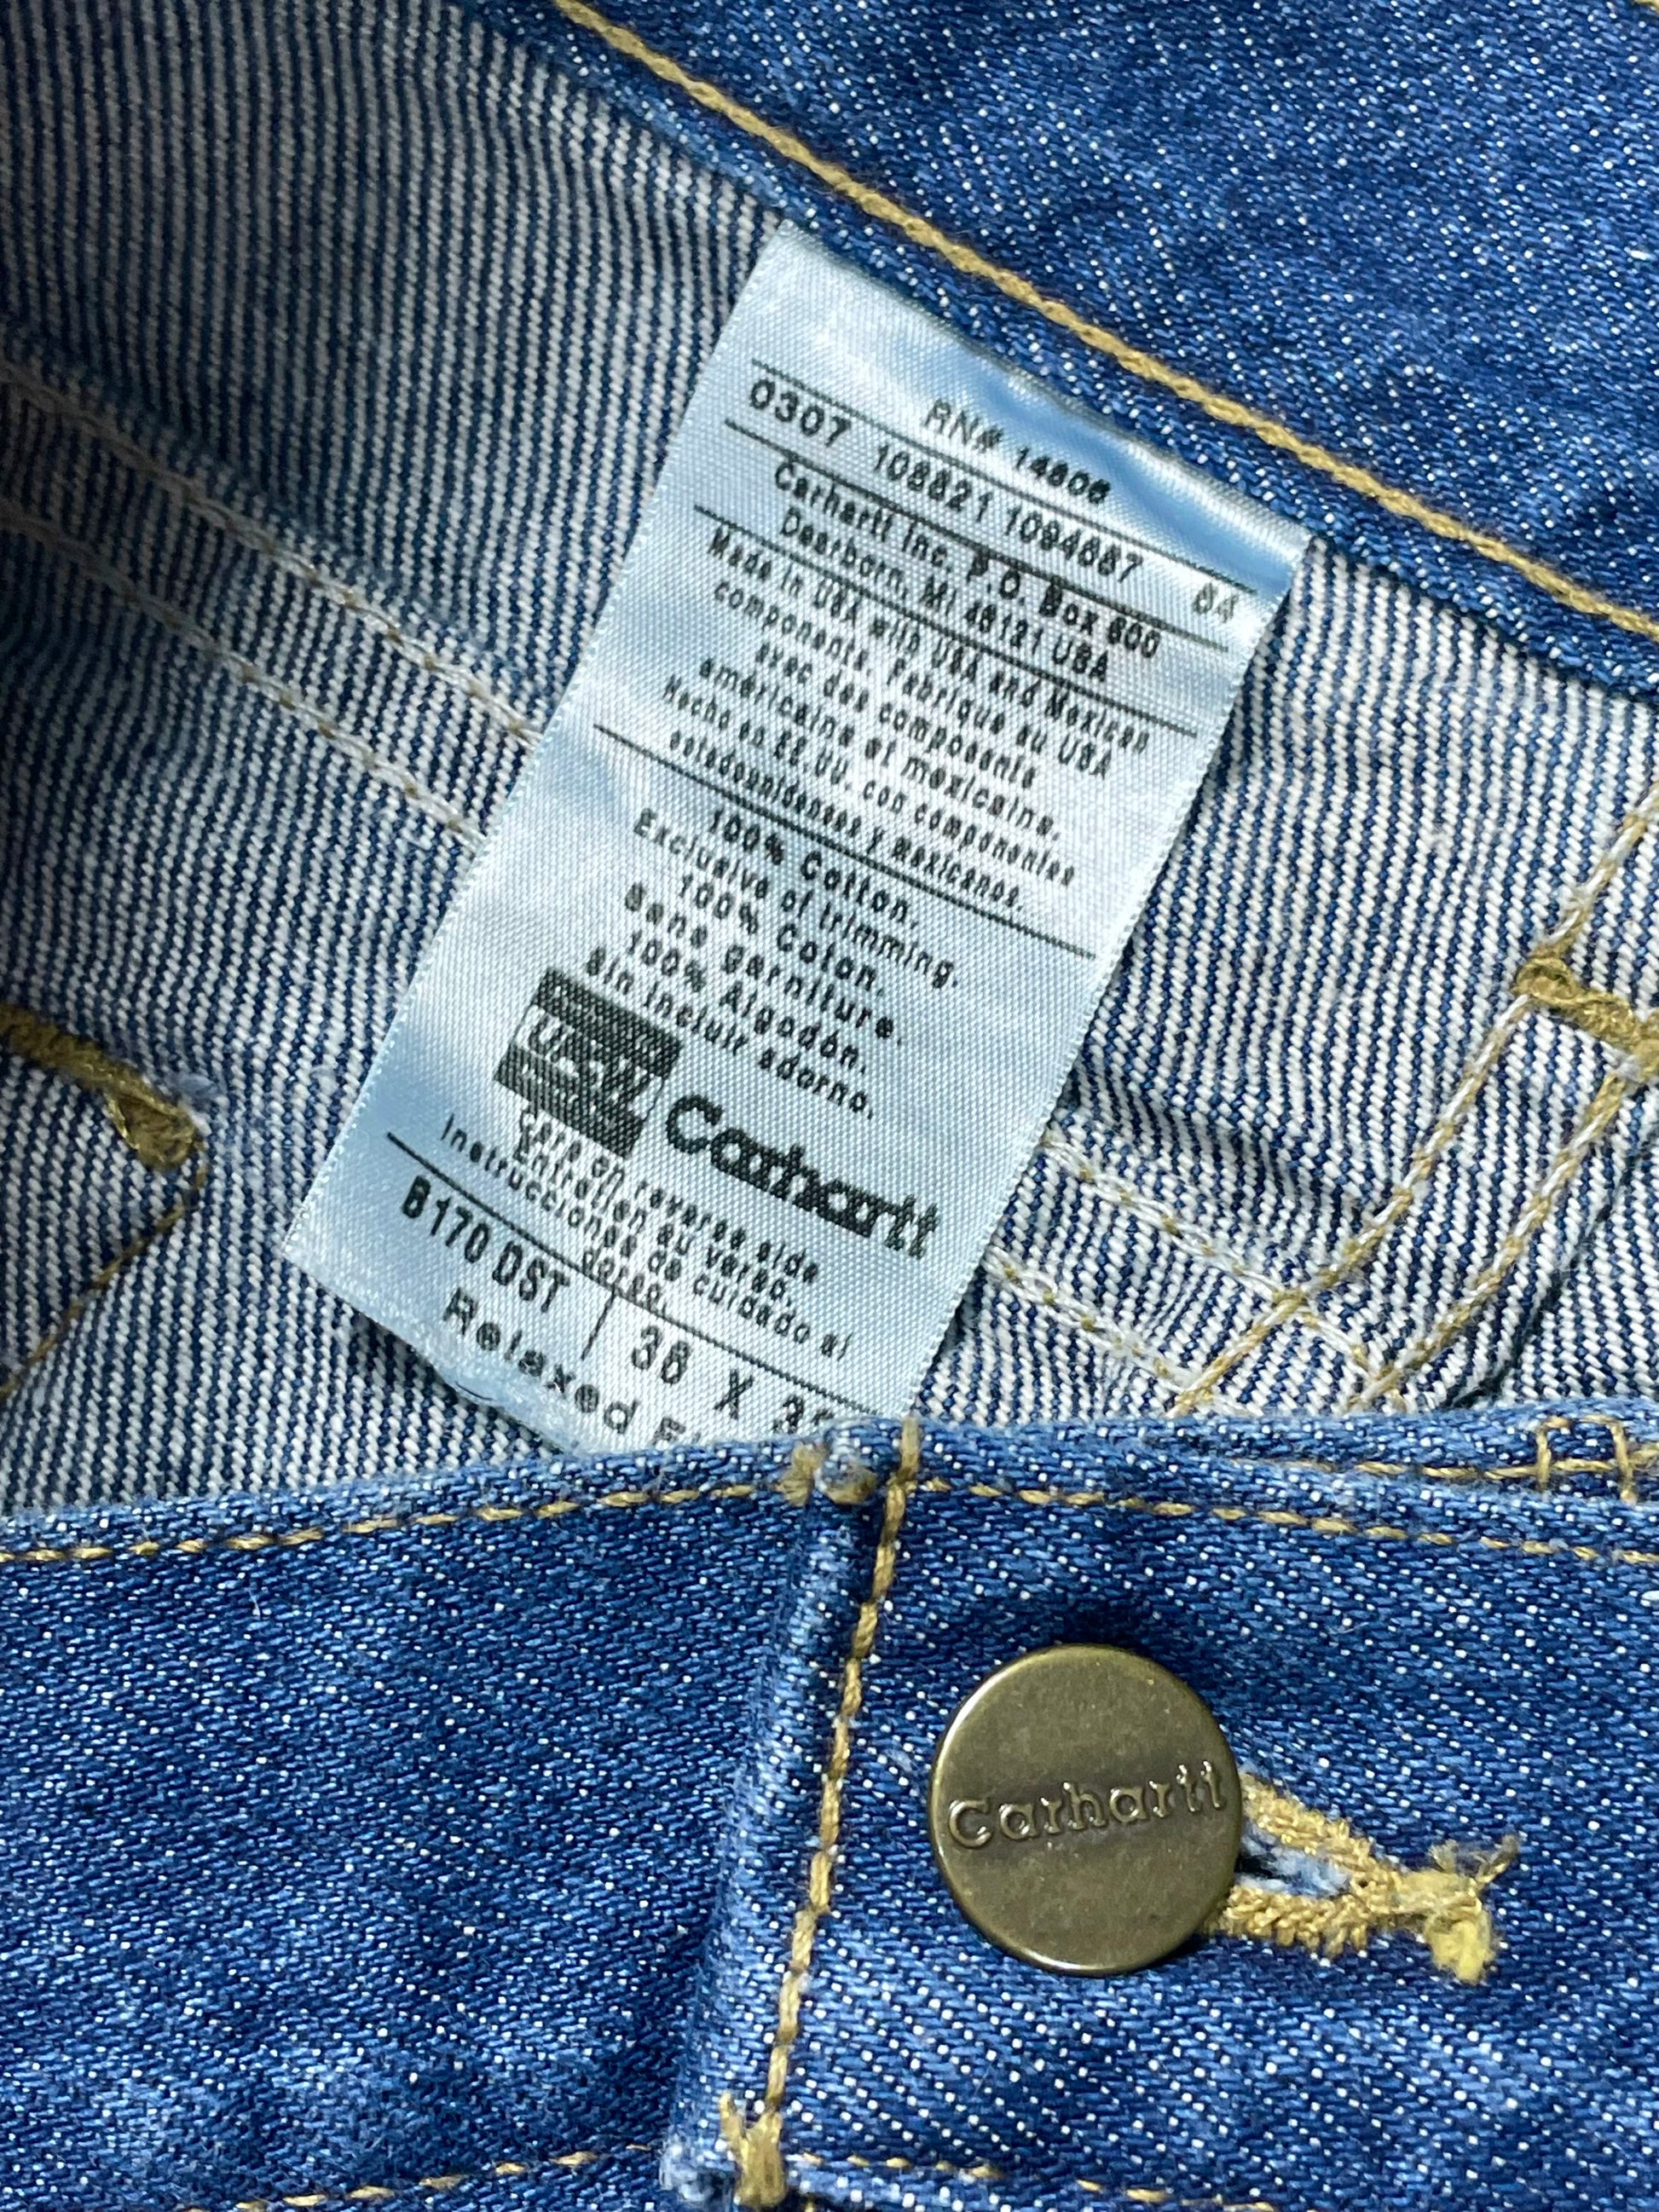 RN# 14806
0307 108821 1094687 64
Carhartt Inc. P.O. Box 600
Dearborn, MI 48121 USA
Made in USA with USA and Mexican
components. Fabriqué au USA
avec des composants
américains et mexicains.
Hecho en EE.UU. con componentes
estadounidenses y mexicanos.
100% Cotton.
Exclusive of trimming.
100% Coton.
Sans garniture.
100% Algodón.
Sin incluir adorno.
USA
Carhartt
Care on reverse side
Entretien au verso.
Instrucciones de cuidado al
dorso.
B170 DST | 36 X
Relaxed
Carhartt